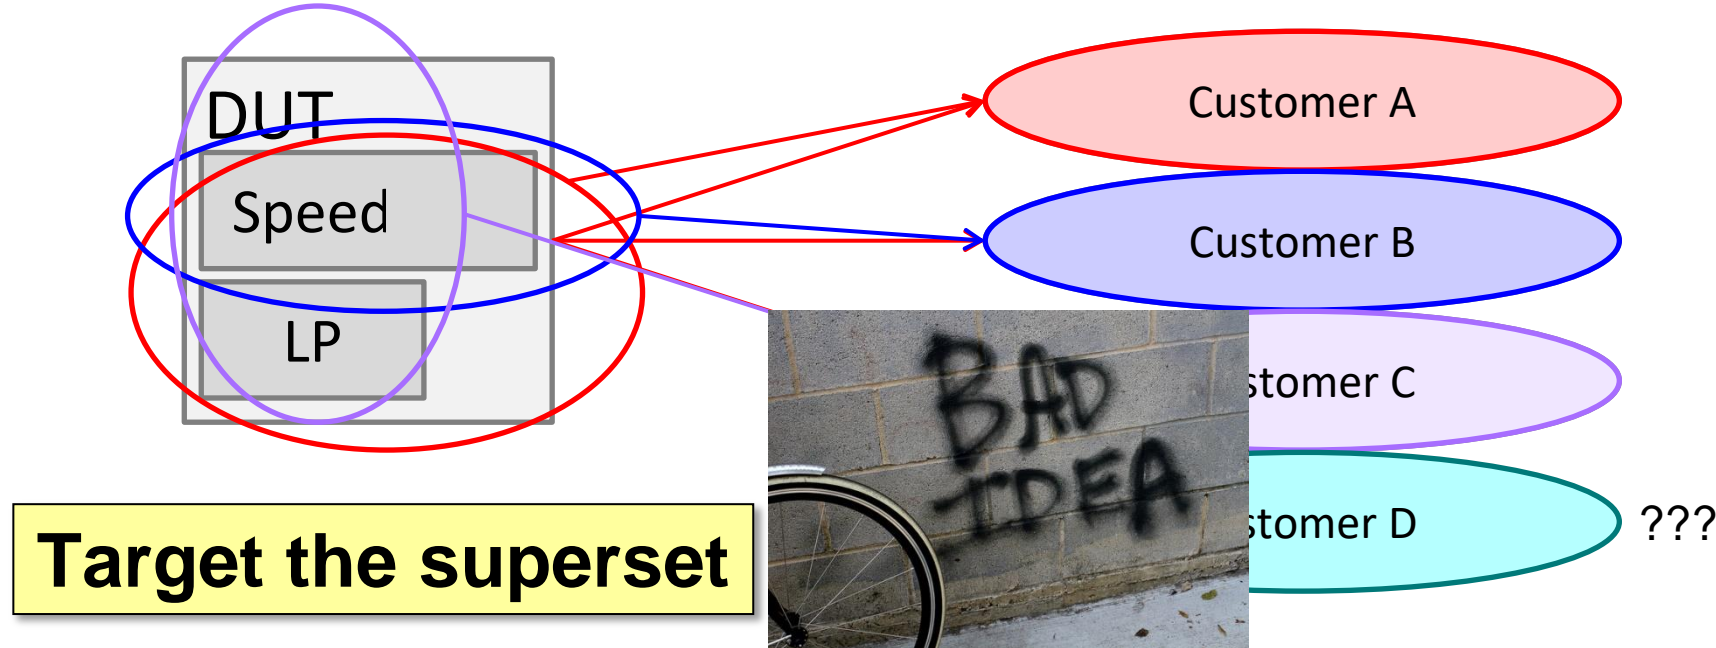 DUT
Speed
LP
Customer A
Customer B
stomer C
stomer D
???
BAD
IDEA
Target the superset